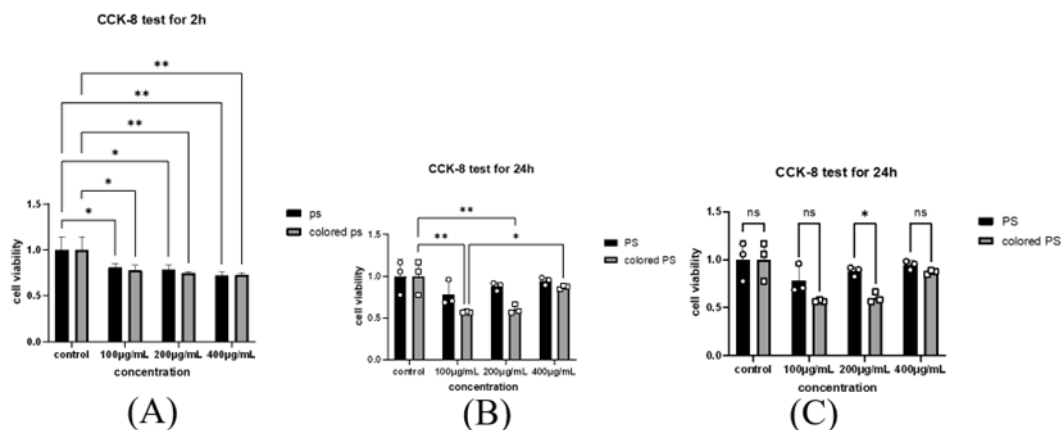 CCK-8 test for 2h
**
**
**
*
*
*
1.5
1.0
0.5
0.0
cell viability
control 100μg/mL 200μg/mL 400μg/mL
concentration
ps
colored ps
(A)
CCK-8 test for 24h
**
**
*
1.5
1.0
0.5
0.0
cell viability
control 100μg/mL 200μg/mL 400μg/mL
concentration
PS
colored PS
(B)
CCK-8 test for 24h
ns ns * ns
1.5
1.0
0.5
0.0
cell viability
control 100μg/mL 200μg/mL 400μg/mL
concentration
PS
colored PS
(C)